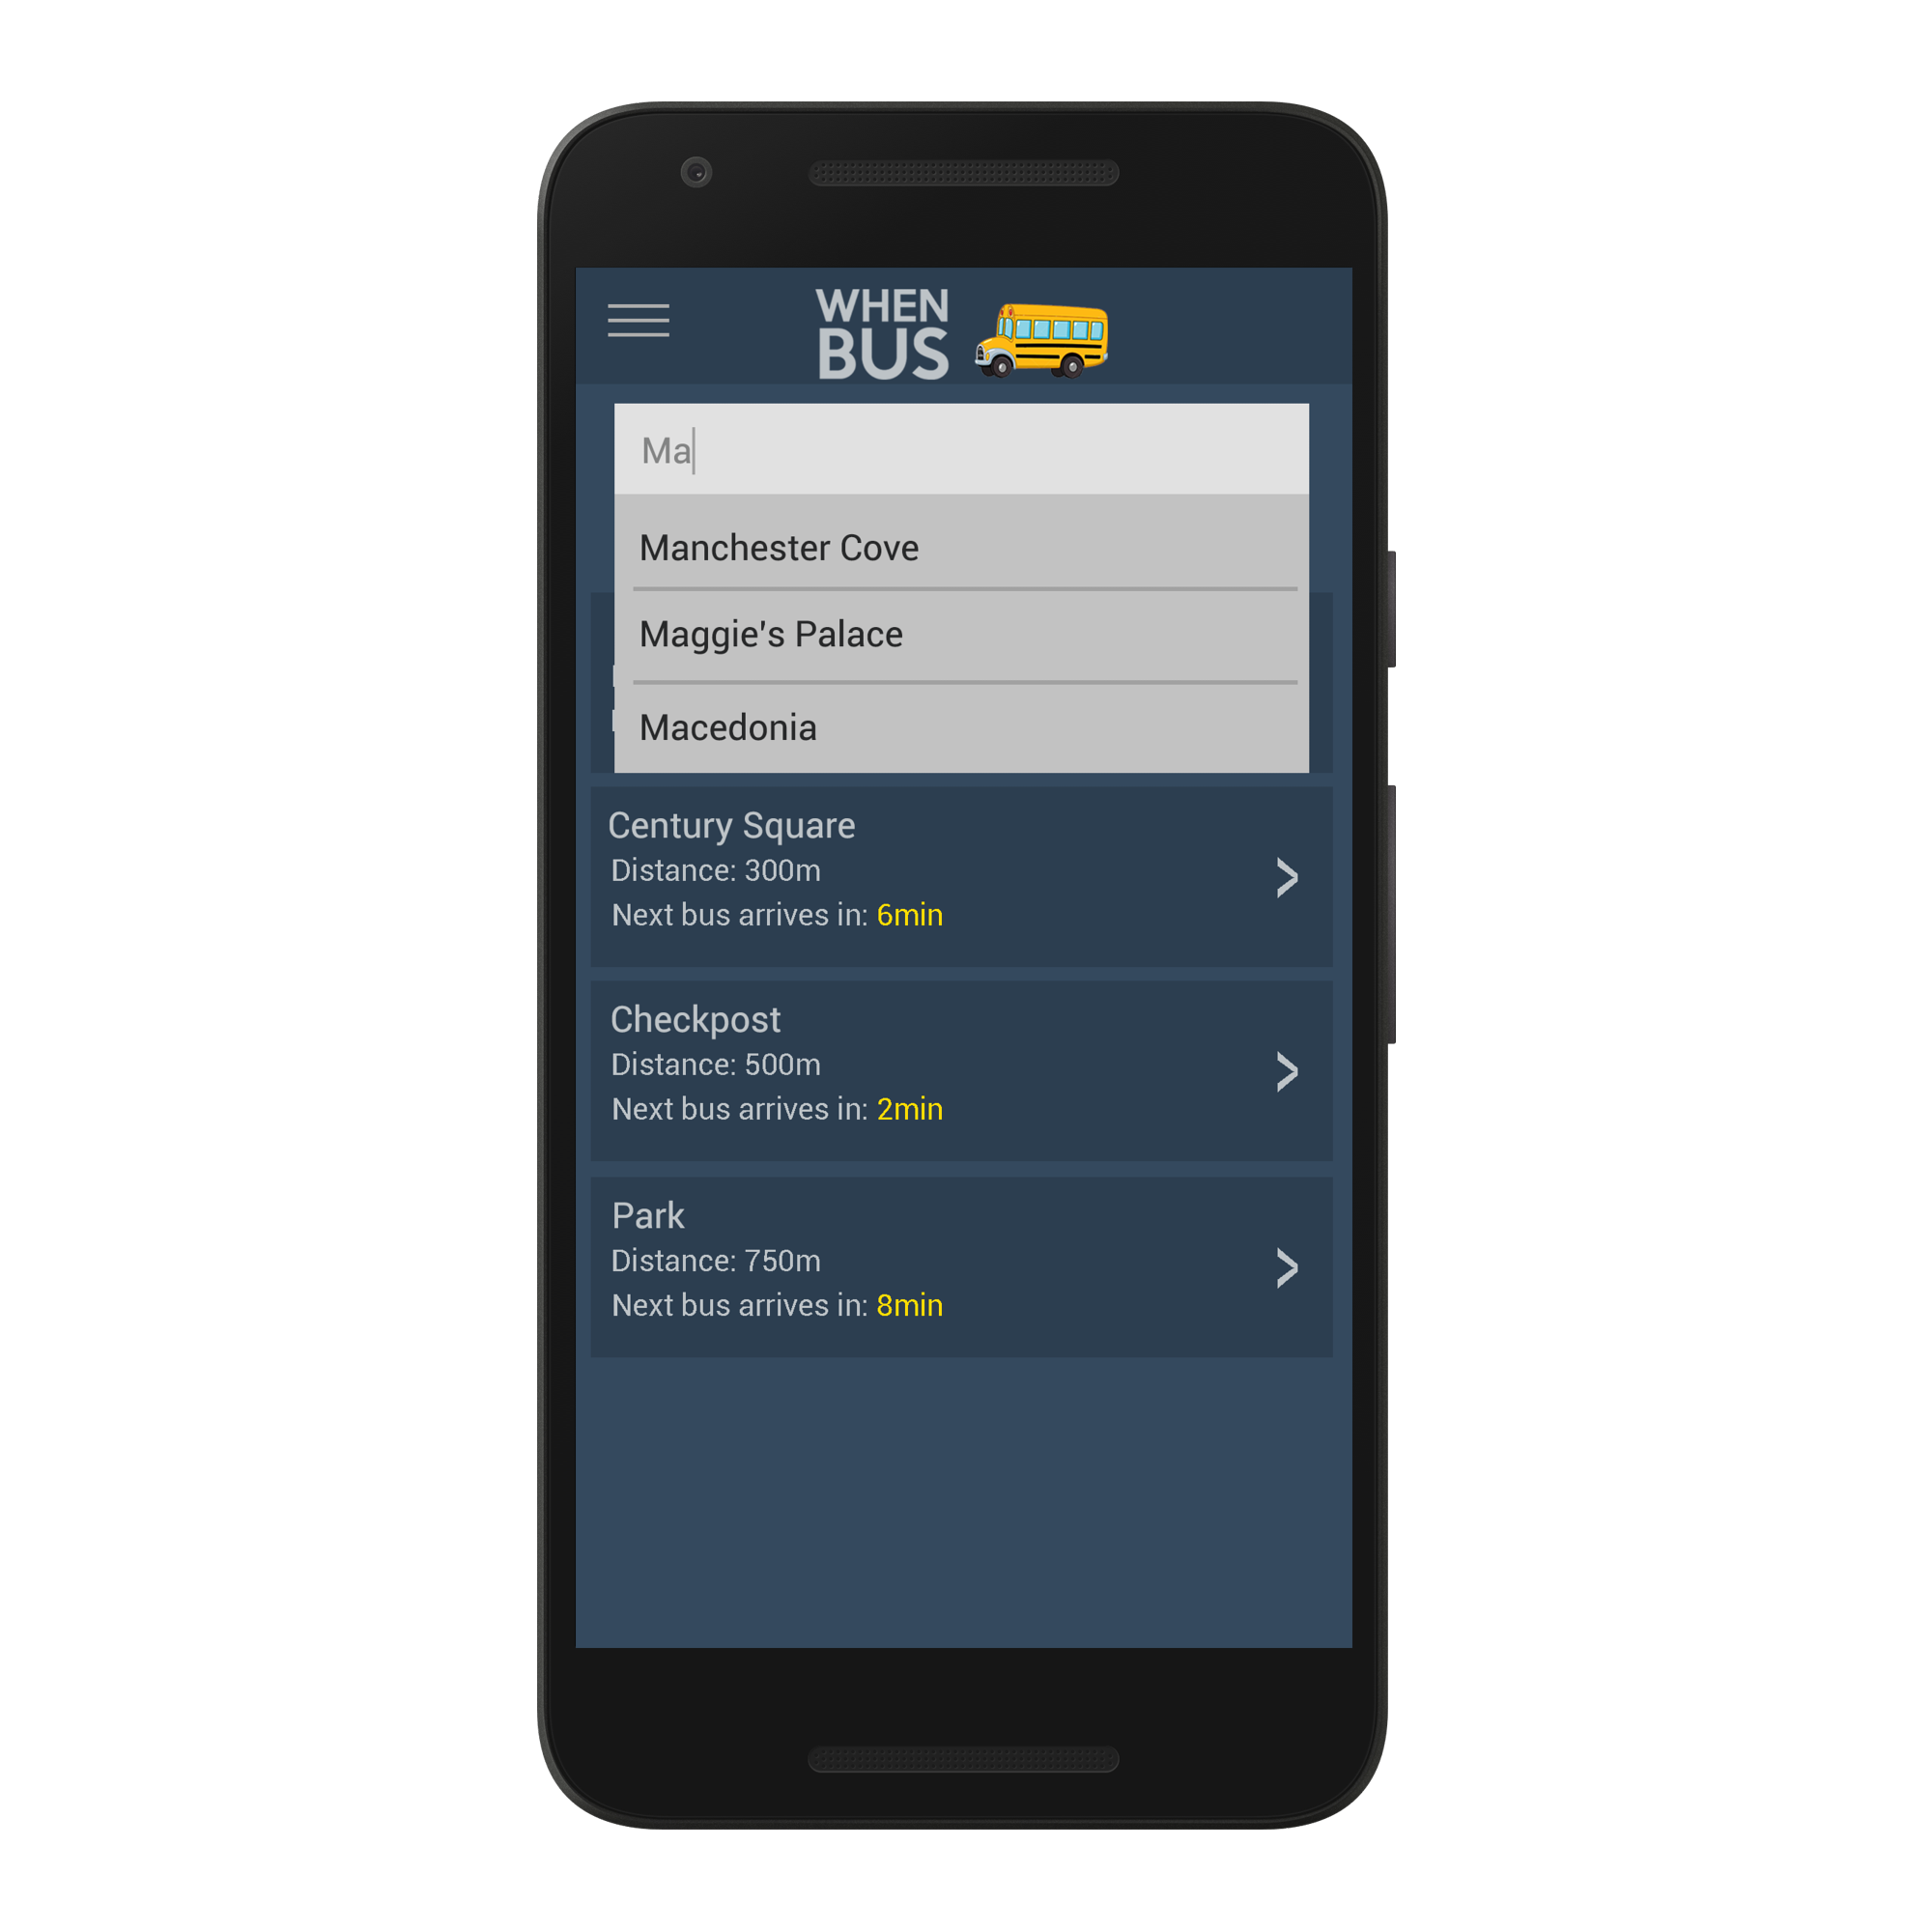 WHEN
BUS
Ma
Manchester Cove
Maggie's Palace
Macedonia
Century Square
Distance: 300m
Next bus arrives in: 6min
Checkpost
Distance: 500m
Next bus arrives in: 2min
Park
Distance: 750m
Next bus arrives in: 8min